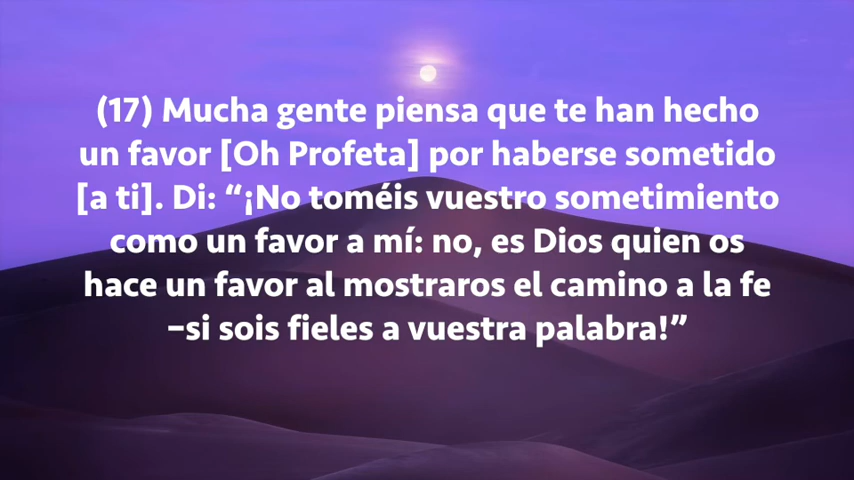 (17) Mucha gente piensa que te han hecho
un favor [Oh Profeta] por haberse sometido
[a ti]. Di: “¡No toméis vuestro sometimiento
como un favor a mí: no, es Dios quien os
hace un favor al mostraros el camino a la fe
–si sois fieles a vuestra palabra!”